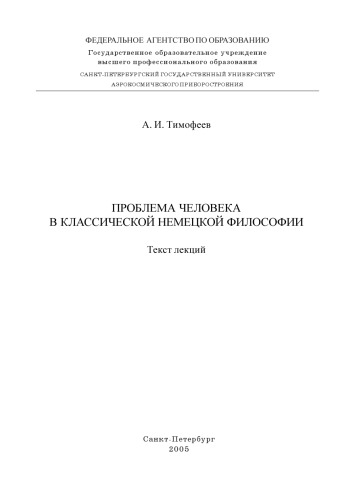 ФЕДЕРАЛЬНОЕ АГЕНТСТВО ПО ОБРАЗОВАНИЮ
Государственное образовательное учреждение
высшего профессионального образования
САНКТ-ПЕТЕРБУРГСКИЙ ГОСУДАРСТВЕННЫЙ УНИВЕРСИТЕТ
АЭРОКОСМИЧЕСКОГО ПРИБОРОСТРОЕНИЯ
А. И. Тимофеев
ПРОБЛЕМА ЧЕЛОВЕКА
В КЛАССИЧЕСКОЙ НЕМЕЦКОЙ ФИЛОСОФИИ
Текст лекций
Санкт-Петербург
2005